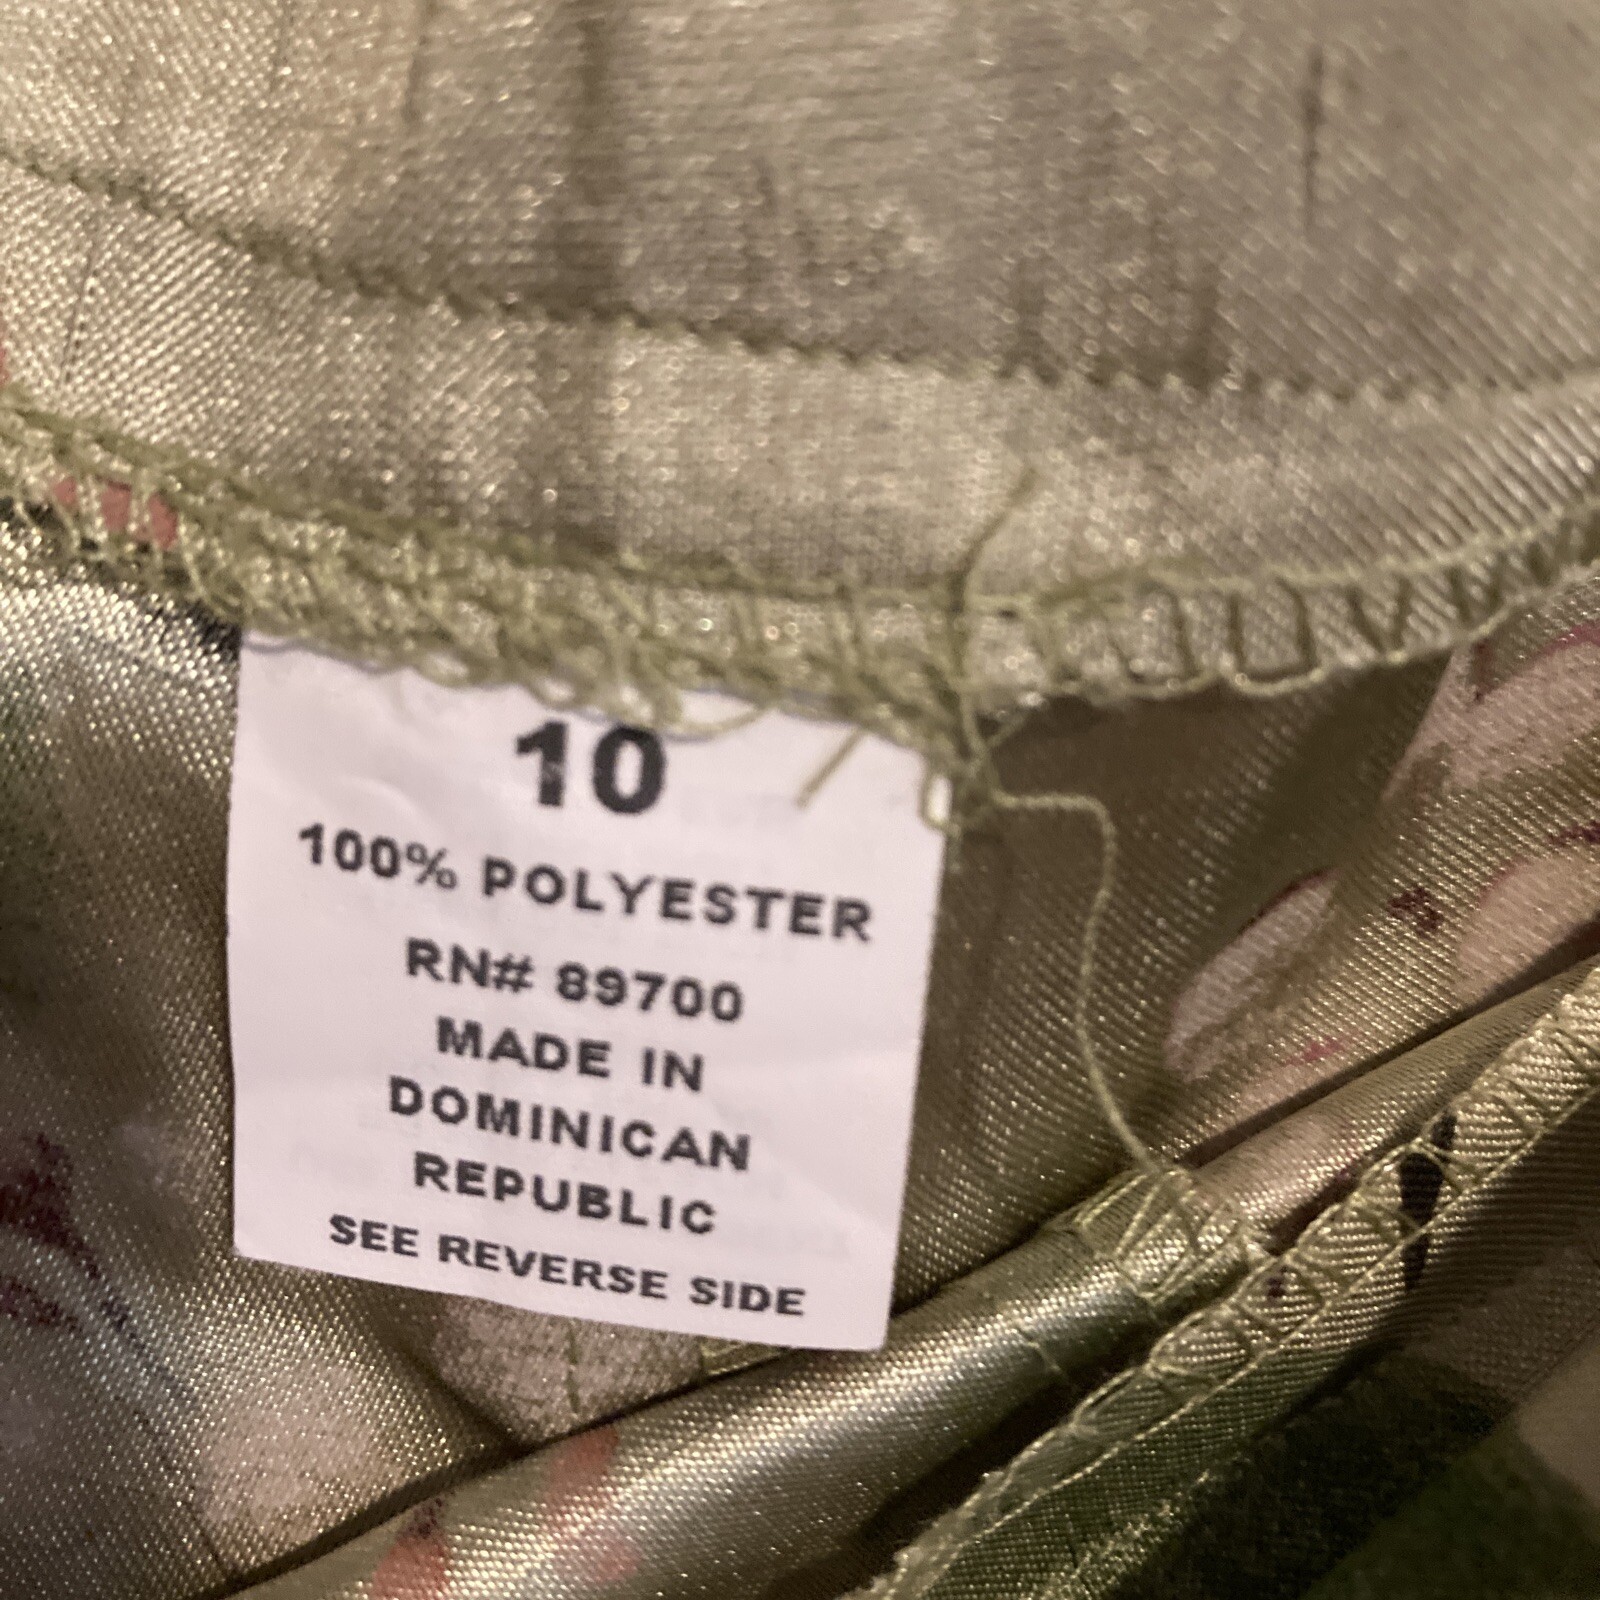 10
100% POLYESTER
RN# 89700
MADE IN
DOMINICAN
REPUBLIC
SEE REVERSE SIDE